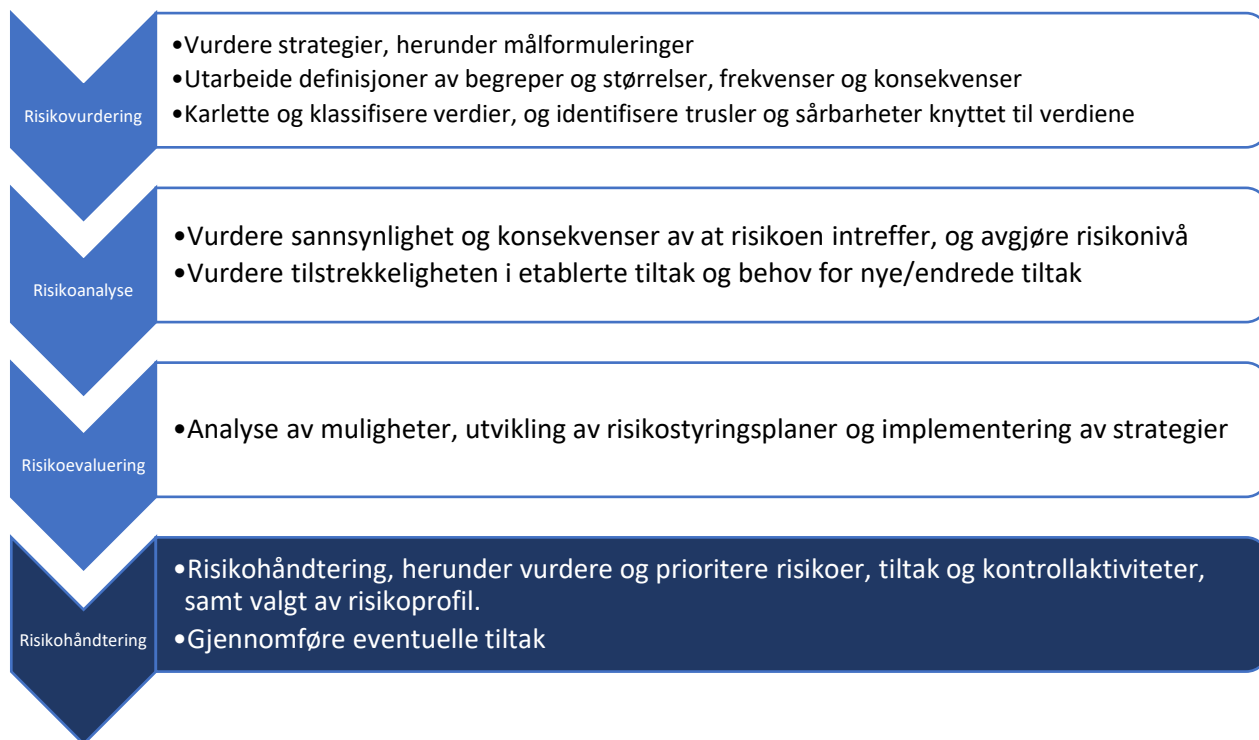 Risikovurdering
•Vurdere strategier, herunder målformuleringer
•Utarbeide definisjoner av begreper og størrelser, frekvenser og konsekvenser
•Karlette og klassifisere verdier, og identifisere trusler og sårbarheter knyttet til verdiene
Risikoanalyse
•Vurdere sannsynlighet og konsekvenser av at risikoen intreffer, og avgjøre risikonivå
•Vurdere tilstrekkeligheten i etablerte tiltak og behov for nye/endrede tiltak
Risikoevaluering
•Analyse av muligheter, utvikling av risikostyringsplaner og implementering av strategier
Risikohåndtering
•Risikohåndtering, herunder vurdere og prioritere risikoer, tiltak og kontrollaktiviteter,
samt valgt av risikoprofil.
•Gjennomføre eventuelle tiltak